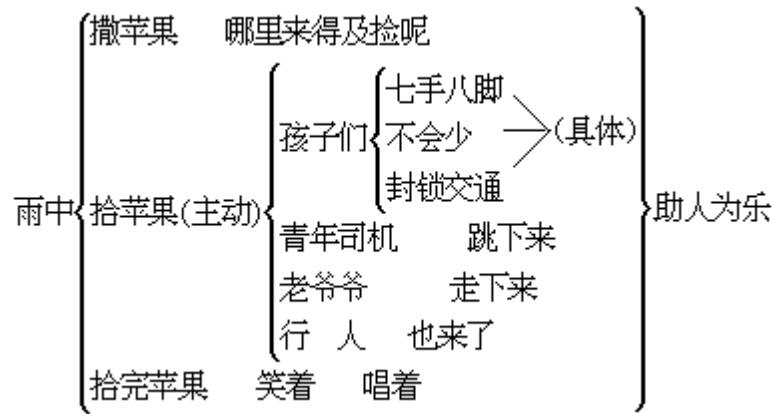 撒苹果 哪里来得及捡呢
七手八脚
孩子们 不会少 (具体)
封锁交通
雨中 拾苹果(主动) 助人为乐
青年司机 跳下来
老爷爷 走下来
行 人 也来了
拾完苹果 笑着 唱着